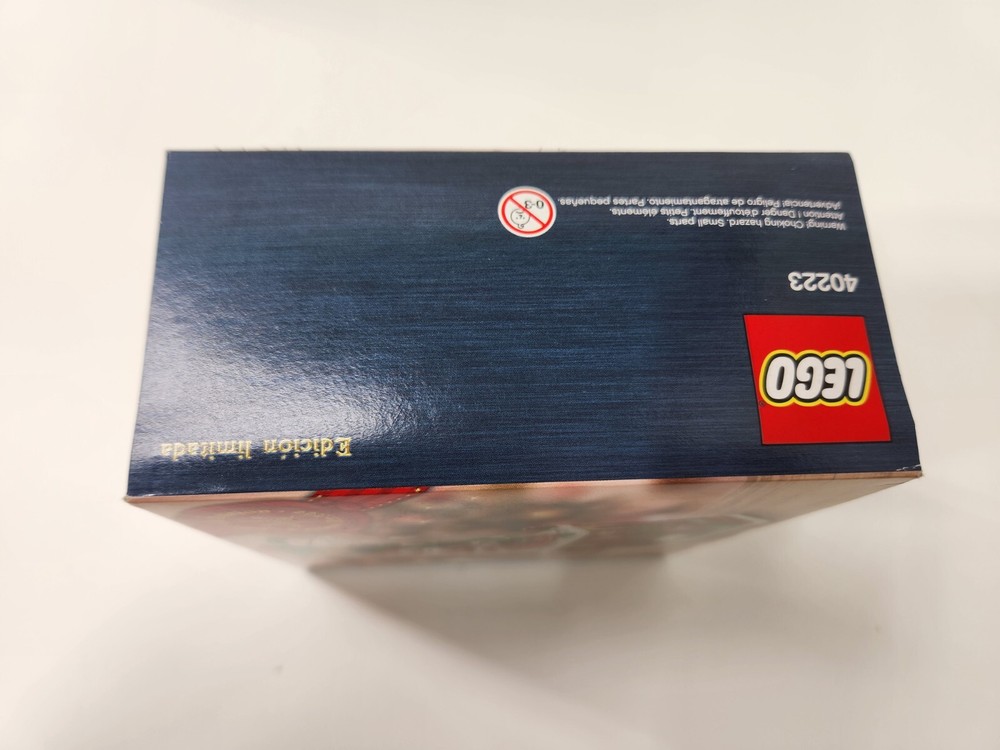 Edición limitada
LEGO
40223
Warning! Choking hazard. Small parts.
Attention ! Danger d'étouffement. Petits éléments.
¡Advertencia! Peligro de atragantamiento. Partes pequeñas.
0-3